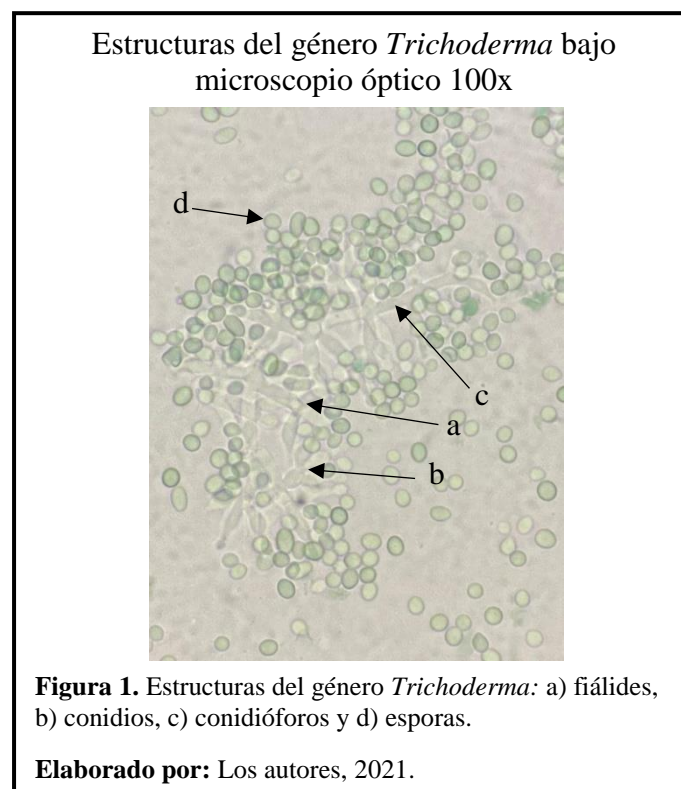 Estructuras del género Trichoderma bajo
microscopio óptico 100x
d
c
a
b
Figura 1. Estructuras del género Trichoderma: a) fiálides,
b) conidios, c) conidióforos y d) esporas.
Elaborado por: Los autores, 2021.